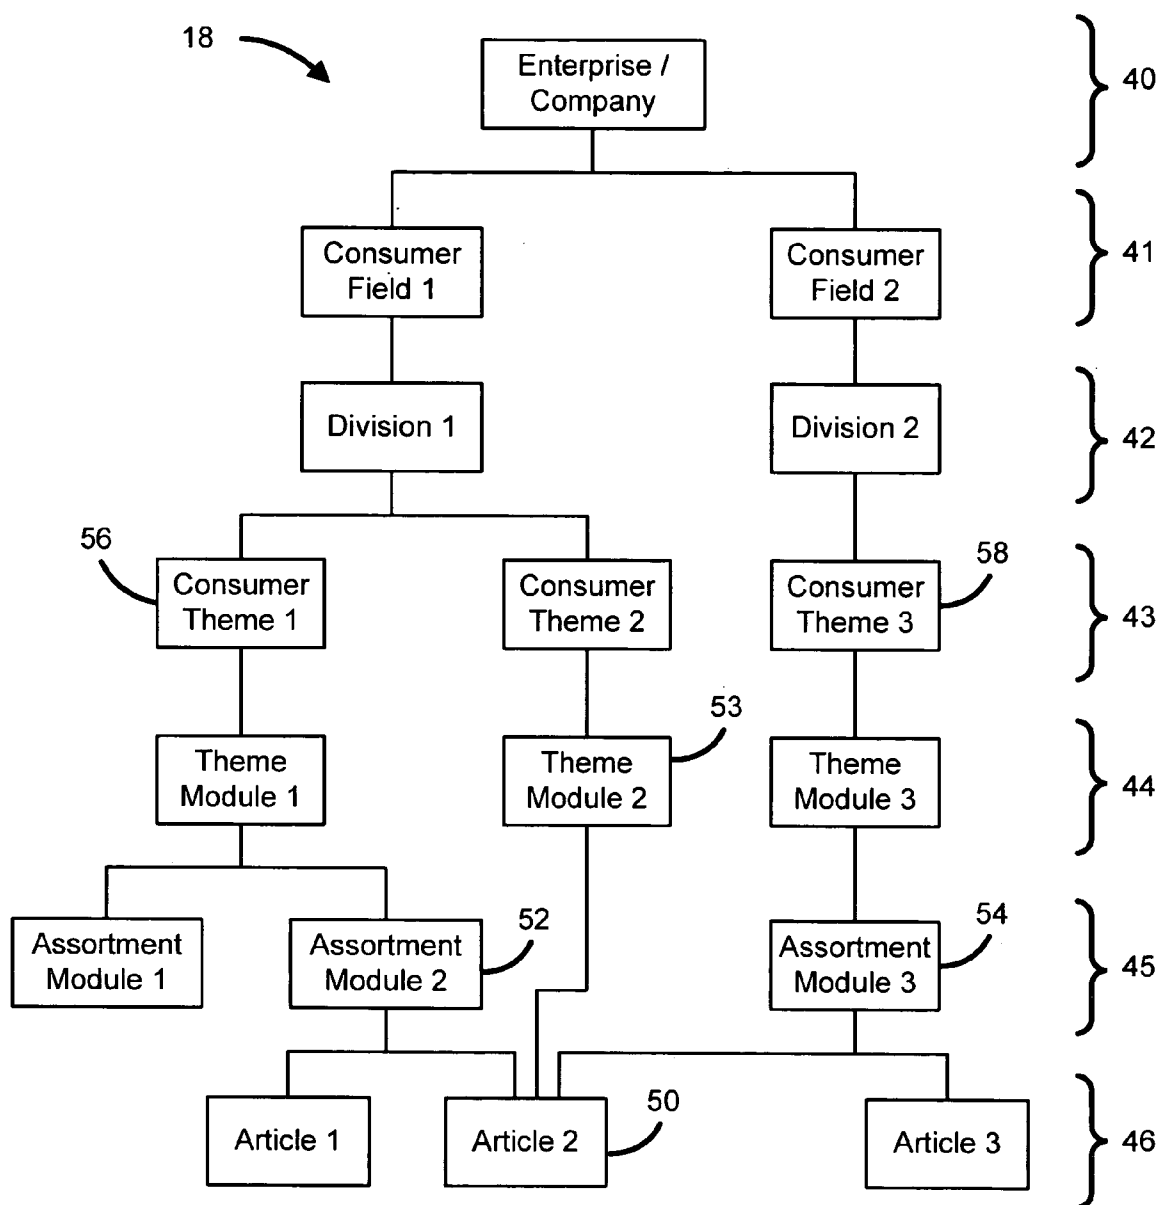 18
Enterprise /
Company
40
Consumer
Field 1
Consumer
Field 2
41
Division 1
Division 2
42
56
Consumer
Theme 1
Consumer
Theme 2
Consumer
Theme 3
58
43
53
Theme
Module 1
Theme
Module 2
Theme
Module 3
44
Assortment
Module 1
Assortment
Module 2
52
Assortment
Module 3
54
45
Article 1
Article 2
50
Article 3
46